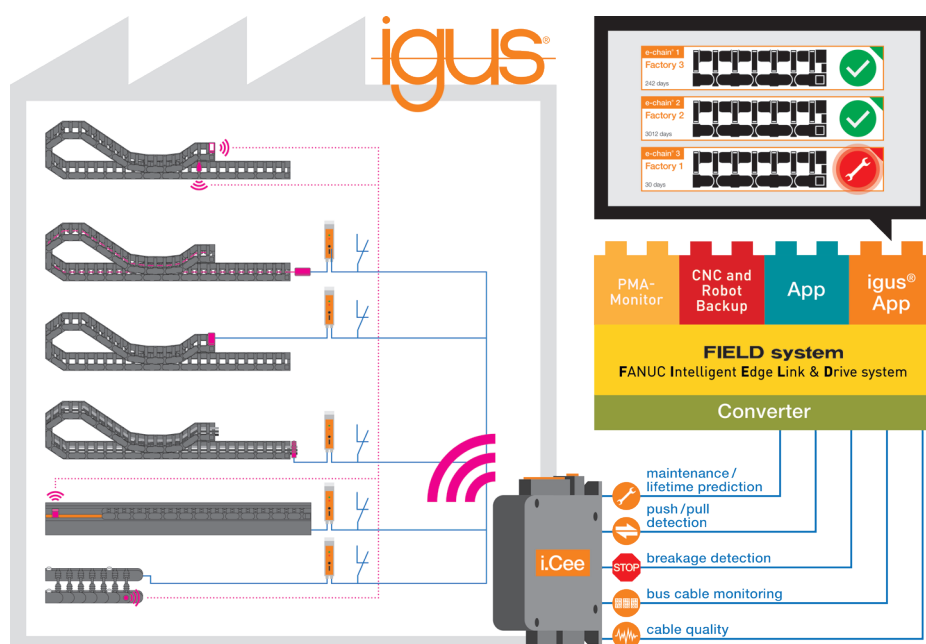 igus®
e-chain® 1
Factory 3
242 days
e-chain® 2
Factory 2
3012 days
e-chain® 3
Factory 1
30 days
PMA-
Monitor
CNC and
Robot
Backup
App
igus®
App
FIELD system
FANUC Intelligent Edge Link & Drive system
Converter
maintenance /
lifetime prediction
push / pull
detection
STOP
breakage detection
i.Cee
bus cable monitoring
cable quality